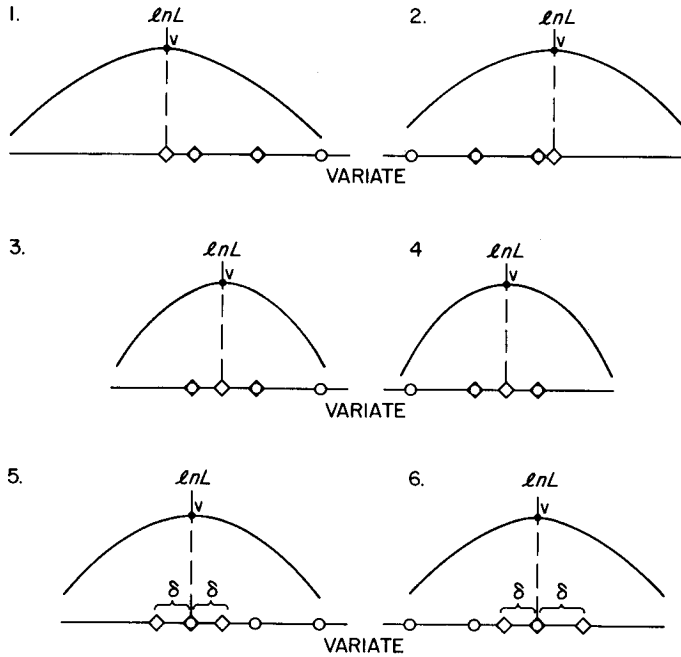 1.
lnL
v
2.
lnL
v
VARIATE
3.
lnL
v
4
lnL
v
VARIATE
5.
lnL
v
δ δ
6.
lnL
v
δ δ
VARIATE